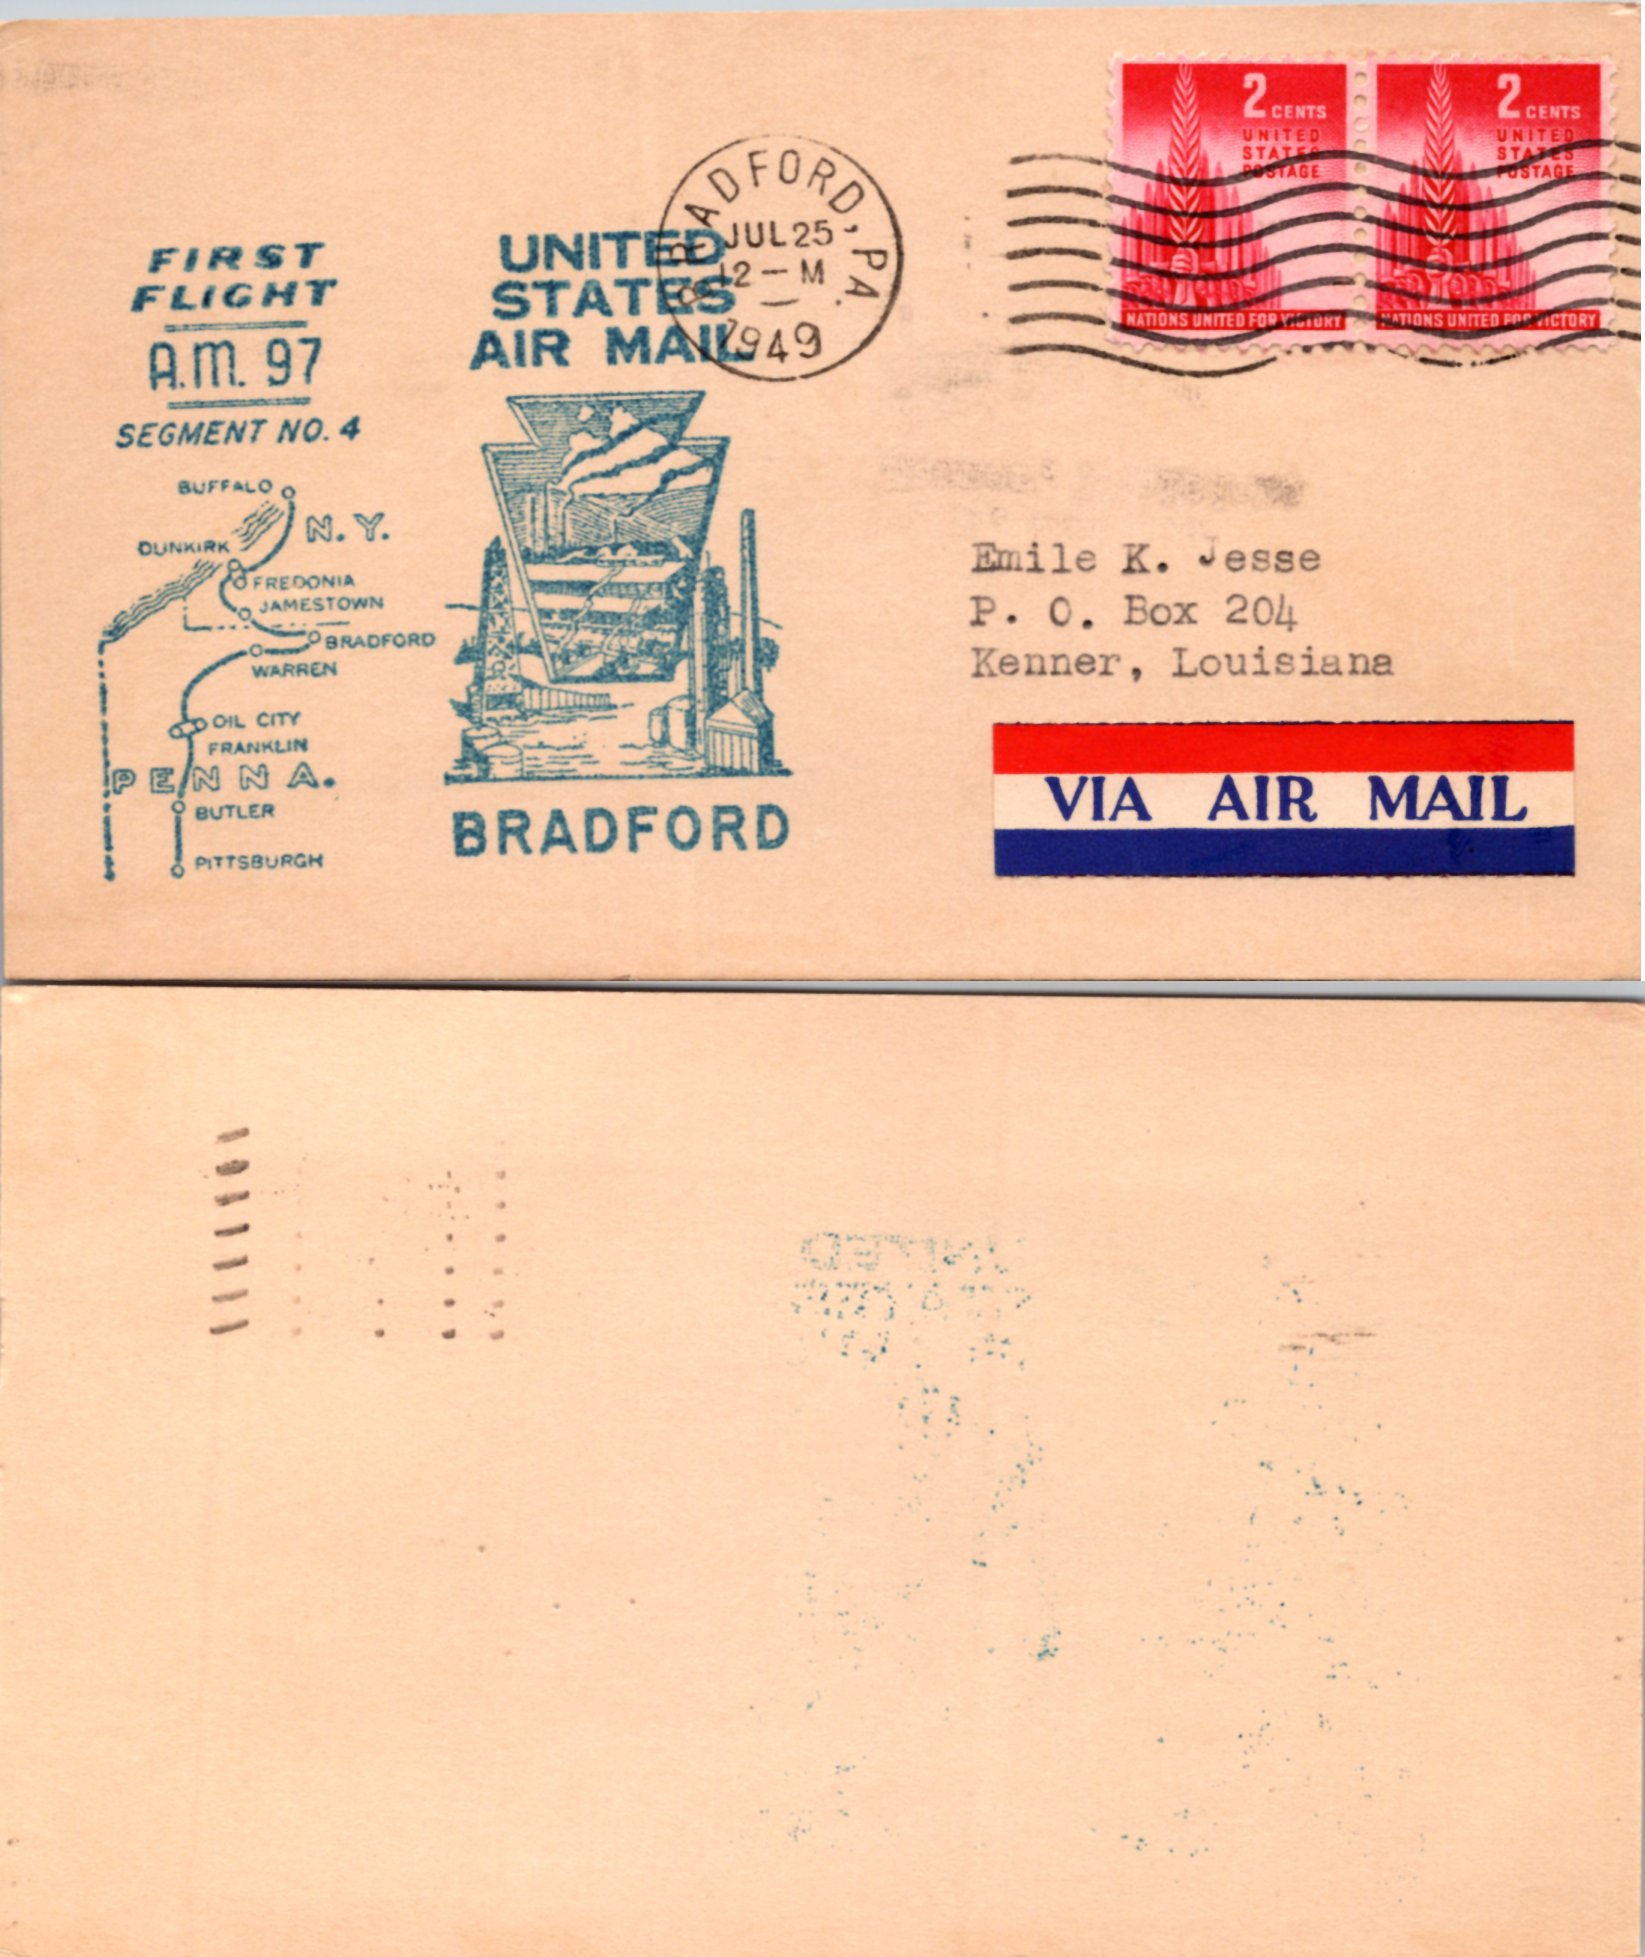 FIRST
FLIGHT
A.M. 97
SEGMENT NO. 4
BUFFALO
N.Y.
DUNKIRK
FREDONIA
JAMESTOWN
BRADFORD
WARREN
OIL CITY
FRANKLIN
PENNA.
BUTLER
PITTSBURGH
UNITED
STATES
AIR MAIL
BRADFORD
BRADFORD, PA.
JUL 25
12-M
1949
2 CENTS
UNITED
STATES
POSTAGE
NATIONS UNITED FOR VICTORY
2 CENTS
UNITED
STATES
POSTAGE
NATIONS UNITED FOR VICTORY
Emile K. Jesse
P. O. Box 204
Kenner, Louisiana
VIA AIR MAIL